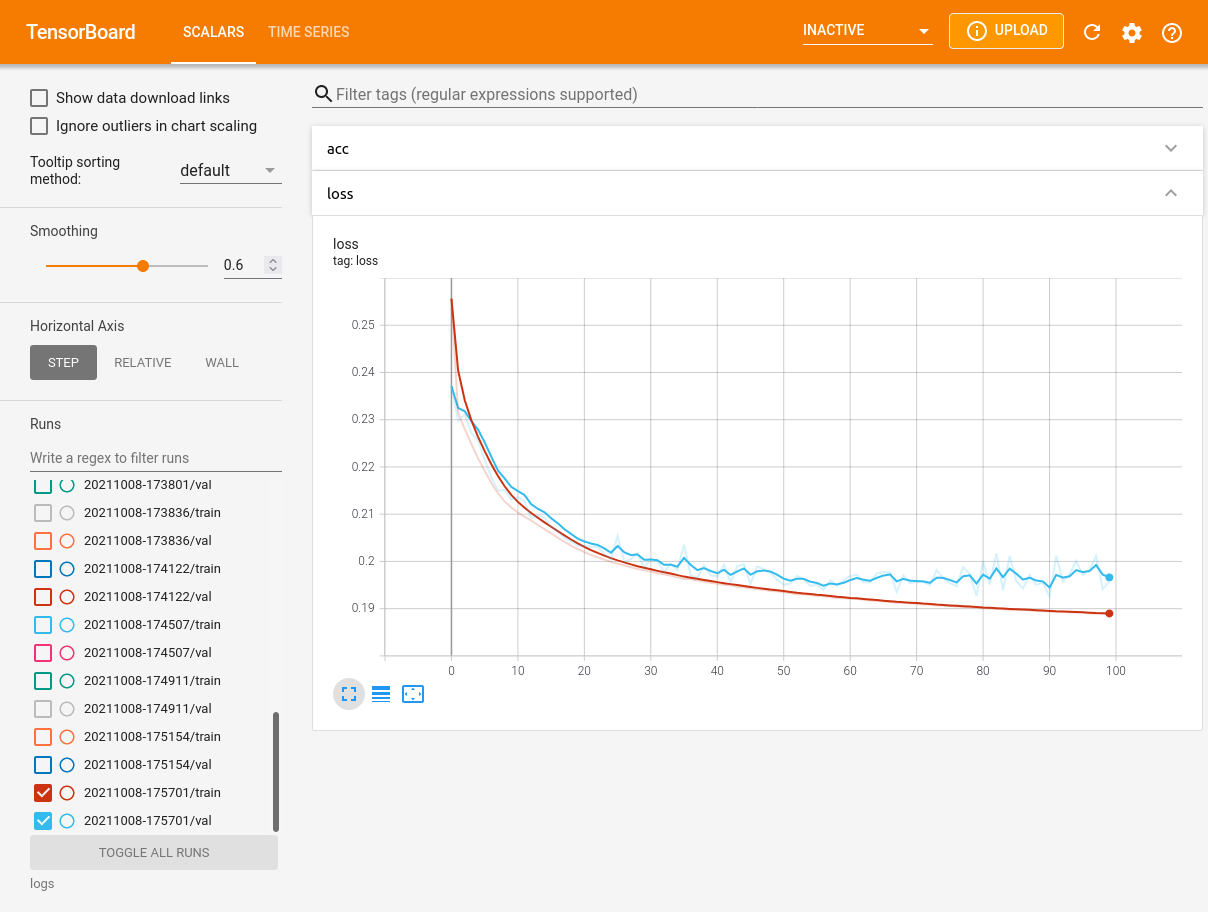 TensorBoard
SCALARS
TIME SERIES
INACTIVE
UPLOAD
Show data download links
Ignore outliers in chart scaling
Tooltip sorting
method:
default
Smoothing
0.6
Horizontal Axis
STEP
RELATIVE
WALL
Runs
Write a regex to filter runs
20211008-173801/val
20211008-173836/train
20211008-173836/val
20211008-174122/train
20211008-174122/val
20211008-174507/train
20211008-174507/val
20211008-174911/train
20211008-174911/val
20211008-175154/train
20211008-175154/val
20211008-175701/train
20211008-175701/val
TOGGLE ALL RUNS
logs
Filter tags (regular expressions supported)
acc
loss
loss
tag: loss
0.25
0.24
0.23
0.22
0.21
0.2
0.19
0
10
20
30
40
50
60
70
80
90
100